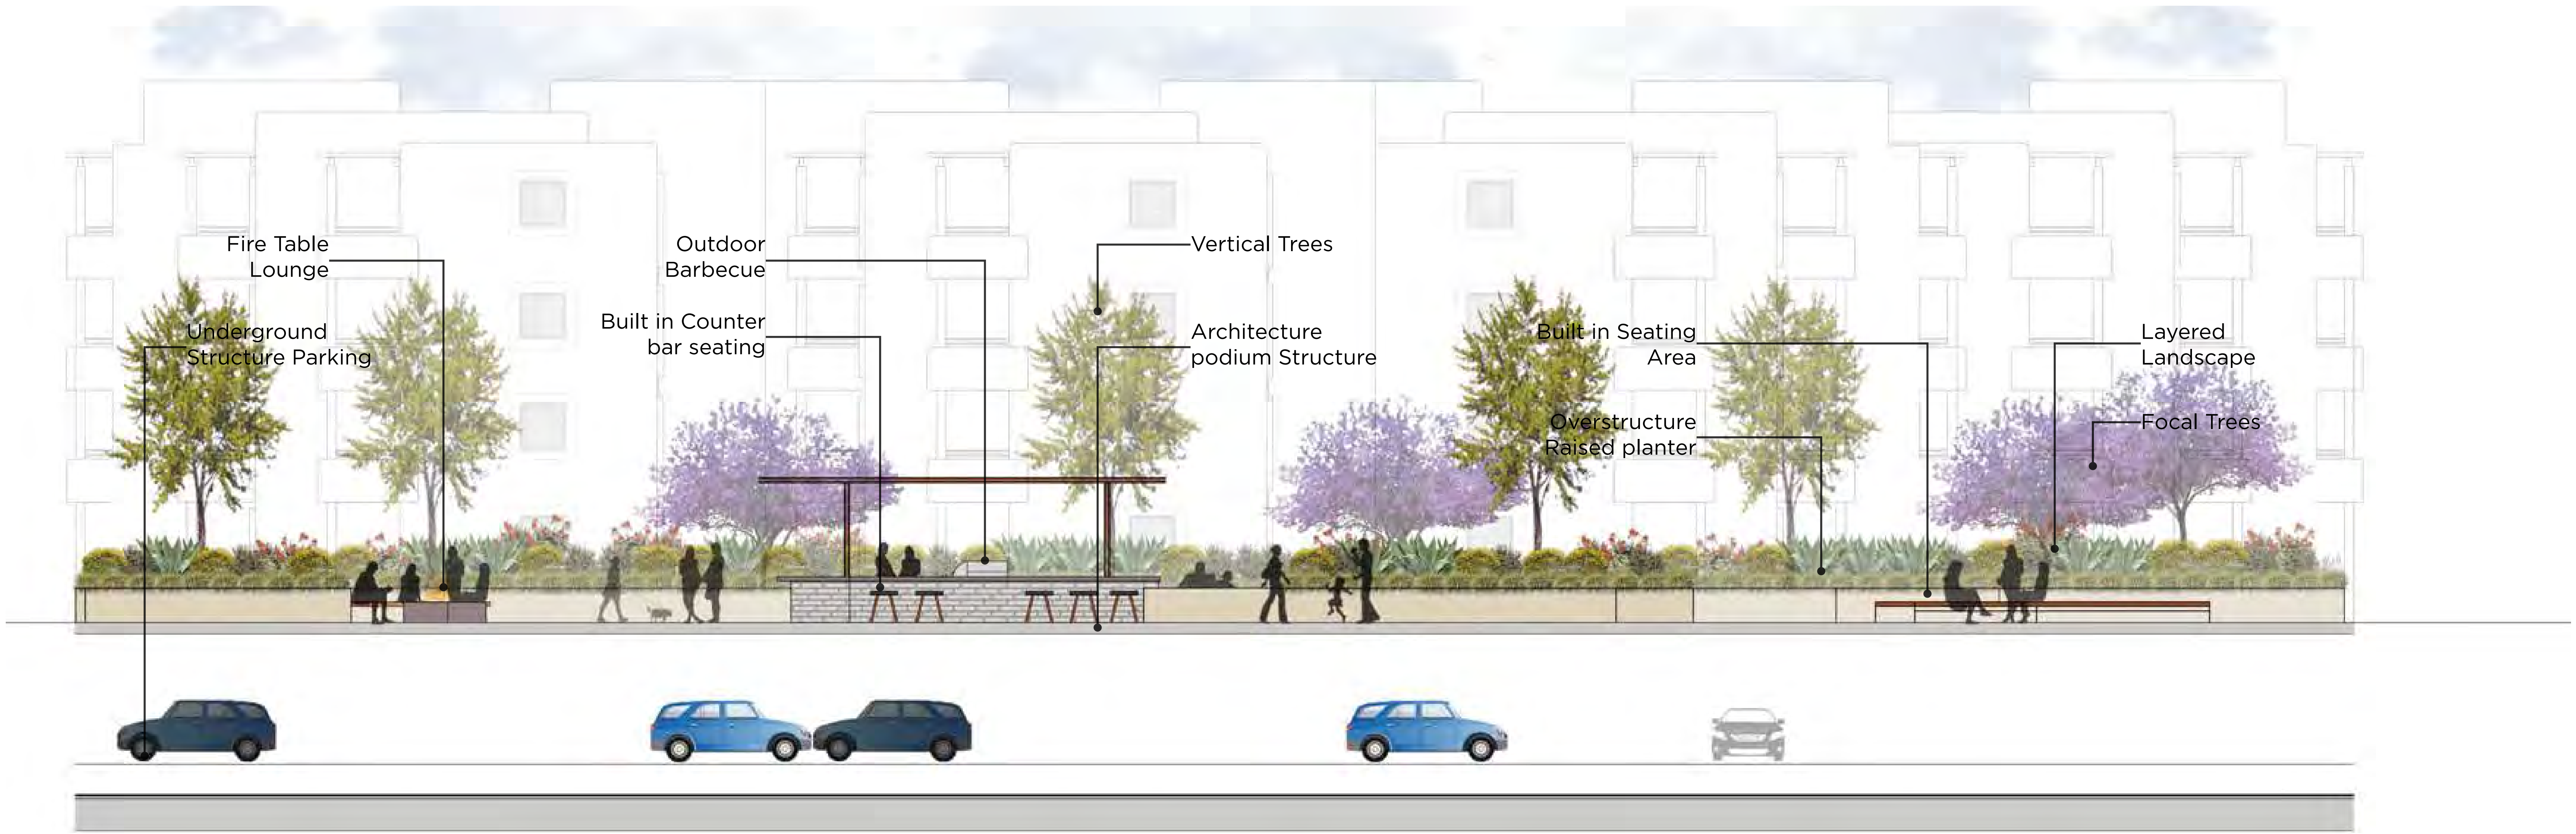 Fire Table
Lounge
Underground
Structure Parking
Outdoor
Barbecue
Built in Counter
bar seating
Vertical Trees
Architecture
podium Structure
Built in Seating
Area
Overstructure
Raised planter
Layered
Landscape
Focal Trees